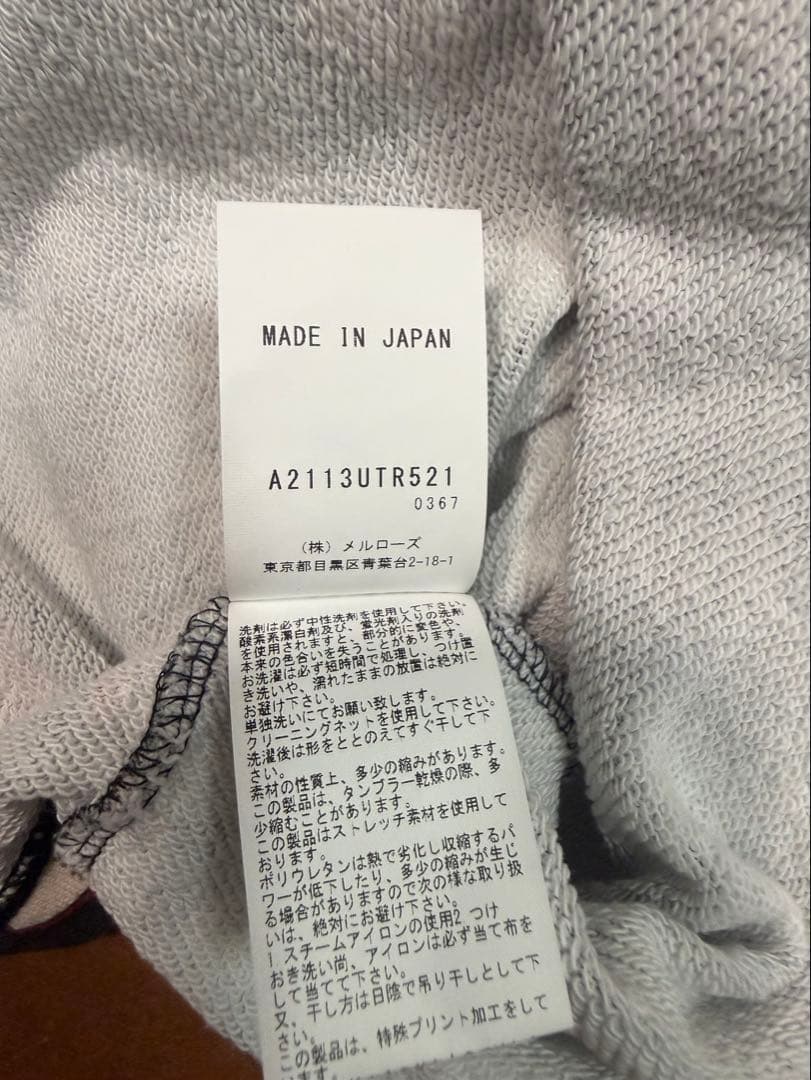 MADE IN JAPAN
A2113UTR521
0367
(株) メルローズ
東京都目黒区青葉台2-18-1
洗剤は必ず中性洗剤を使用して下さい。
酸素系漂白剤及び、蛍光剤入りの洗剤
を使用されますと、部分的に変色や、
本来の色合いを失うことがあります。
お洗濯は必ず短時間で処理し、つけ置
き洗いや、濡れたままの放置は絶対に
お避け下さい。
単独洗いにてお願い致します。
クリーニングネットを使用して下さい。
洗濯後は形をととのえてすぐ干して下
さい。
素材の性質上、多少の縮みがあります。
この製品は、タンブラー乾燥の際、多
少縮むことがあります。
この製品はストレッチ素材を使用して
おります。
ポリウレタンは熱で劣化し収縮するパ
ワーが低下したり、多少の縮みが生じ
る場合がありますので次の様な取り扱
いは、絶対にお避け下さい。
1 スチームアイロンの使用2 つけ
おき洗い尚、アイロンは必ず当て布を
して当てて下さい。
又、干し方は日陰で吊り干しとして下
さい。
この製品は、特殊プリント加工をして
います。